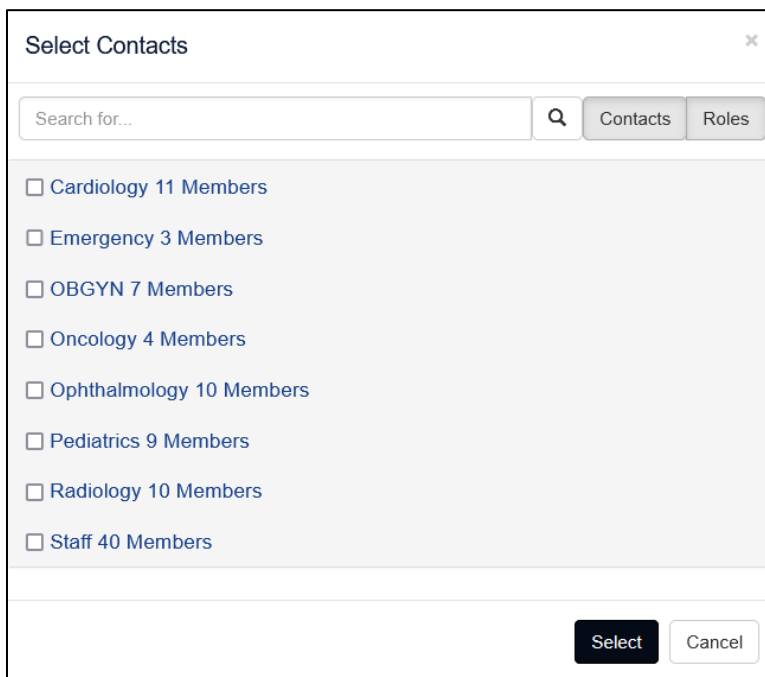 Select Contacts ×
Search for... Contacts Roles
Cardiology 11 Members
Emergency 3 Members
OBGYN 7 Members
Oncology 4 Members
Ophthalmology 10 Members
Pediatrics 9 Members
Radiology 10 Members
Staff 40 Members
Select Cancel